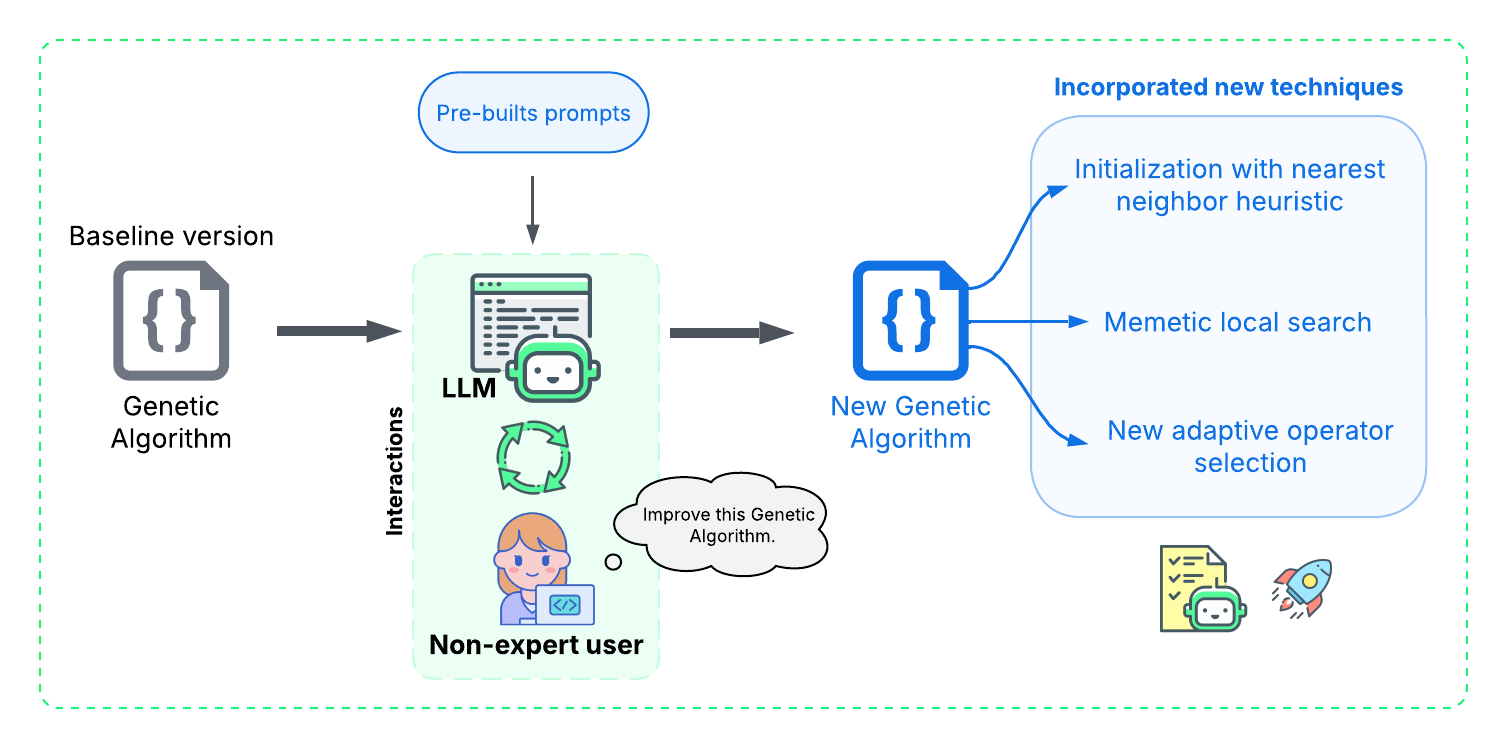 Pre-builts prompts
Incorporated new techniques
Initialization with nearest
neighbor heuristic
Baseline version
{}
Genetic
Algorithm
LLM
Interactions
Improve this Genetic
Algorithm.
</>
Non-expert user
{}
New Genetic
Algorithm
Memetic local search
New adaptive operator
selection